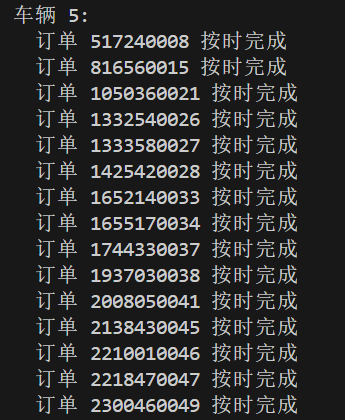 车辆 5:
订单 517240008 按时完成
订单 816560015 按时完成
订单 1050360021 按时完成
订单 1332540026 按时完成
订单 1333580027 按时完成
订单 1425420028 按时完成
订单 1652140033 按时完成
订单 1655170034 按时完成
订单 1744330037 按时完成
订单 1937030038 按时完成
订单 2008050041 按时完成
订单 2138430045 按时完成
订单 2210010046 按时完成
订单 2218470047 按时完成
订单 2300460049 按时完成